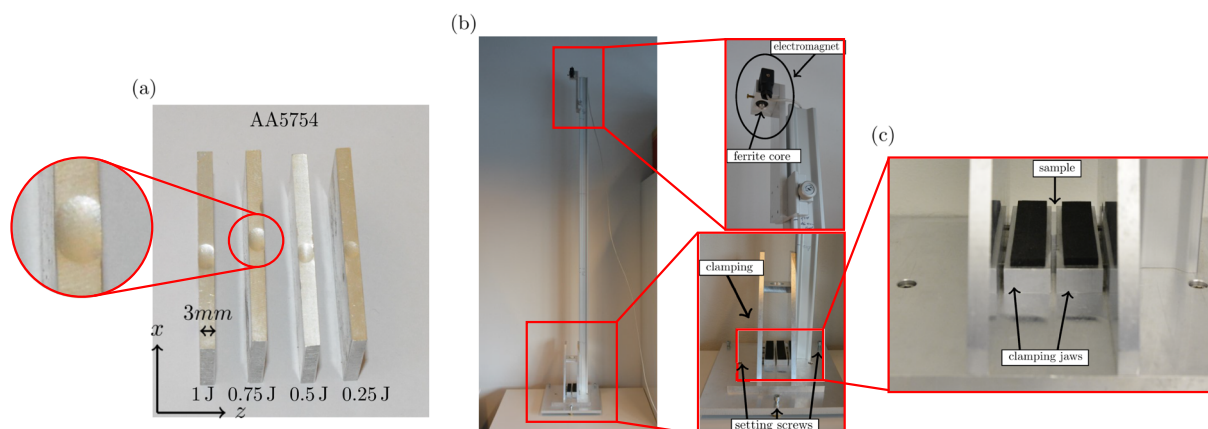 (a)
AA5754
3mm
x
z
1 J
0.75 J
0.5 J
0.25 J
(b)
electromagnet
ferrite core
clamping
setting screws
(c)
sample
clamping jaws